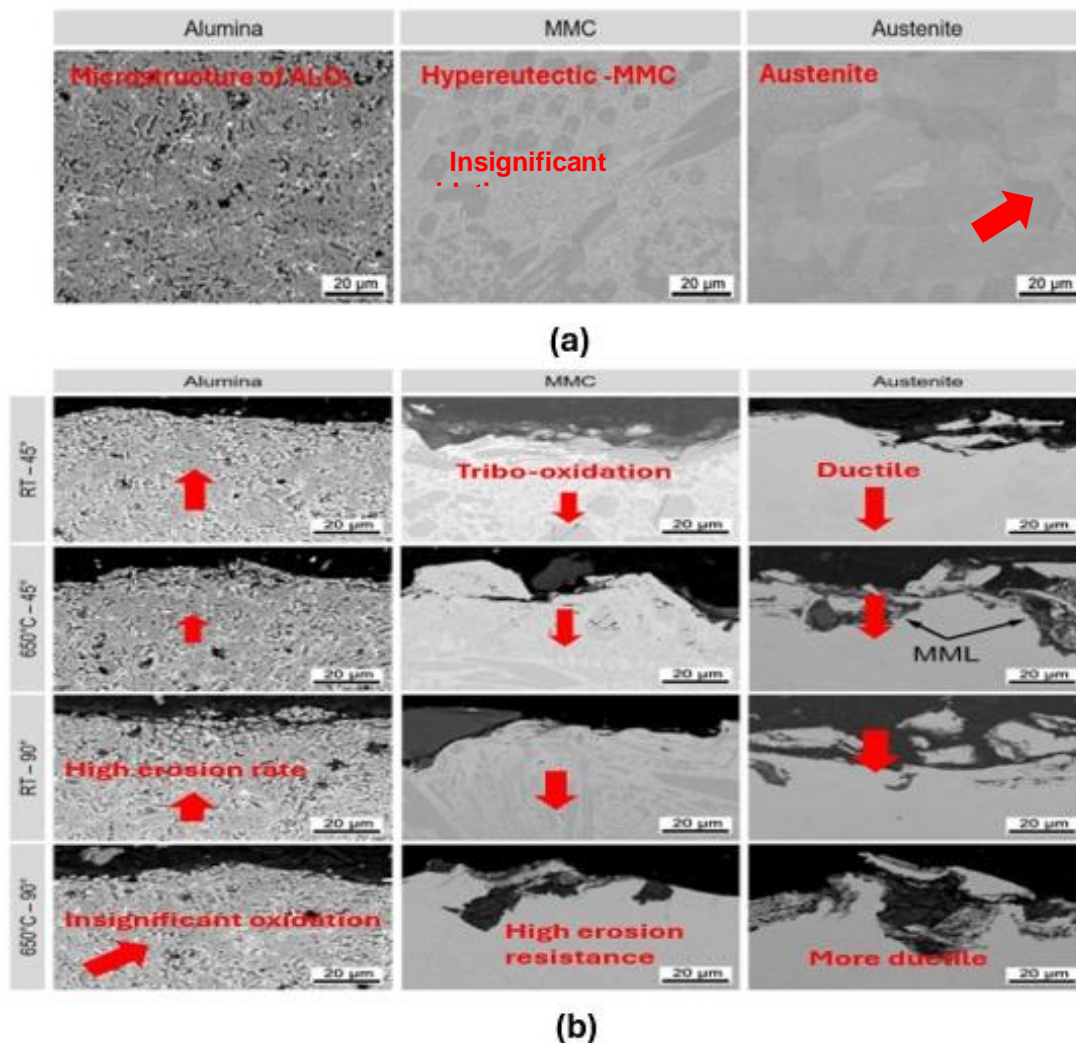 Alumina
MMC
Austenite
Microstructure of Al₂O₃
Hypereutectic -MMC
Austenite
Insignificant
20 µm
20 µm
20 µm
(a)
Alumina
MMC
Austenite
RT – 45°
Tribo-oxidation
Ductile
20 µm
20 µm
20 µm
650°C – 45°
MML
20 µm
20 µm
20 µm
RT – 90°
High erosion rate
20 µm
20 µm
20 µm
650°C – 90°
Insignificant oxidation
High erosion
resistance
More ductile
20 µm
20 µm
20 µm
(b)